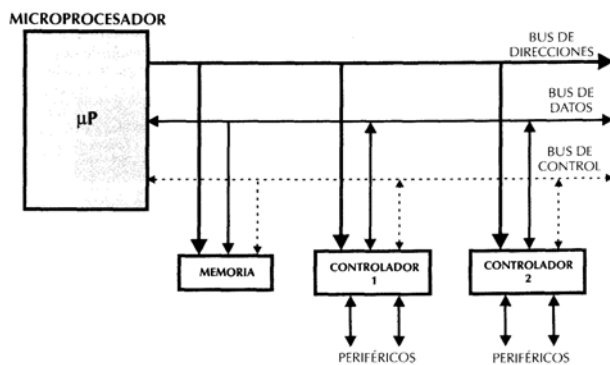 MICROPROCESADOR
µP
BUS DE
DIRECCIONES
BUS DE
DATOS
BUS DE
CONTROL
MEMORIA
CONTROLADOR
1
CONTROLADOR
2
PERIFÉRICOS
PERIFÉRICOS